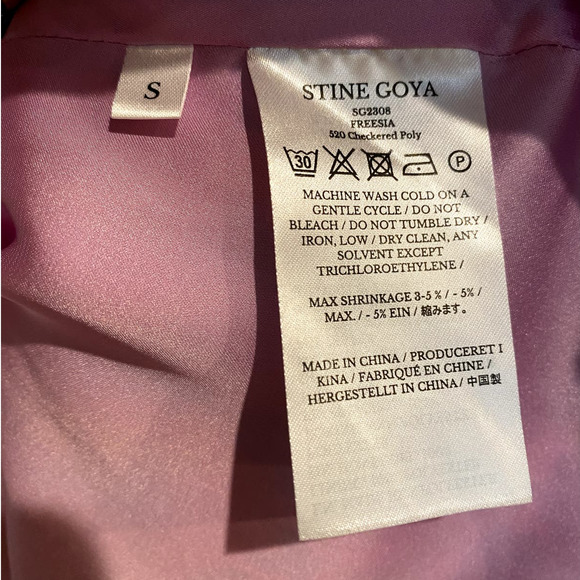 S
STINE GOYA
SG2308
FREESIA
520 Checkered Poly
30
P
MACHINE WASH COLD ON A
GENTLE CYCLE / DO NOT
BLEACH / DO NOT TUMBLE DRY /
IRON, LOW / DRY CLEAN, ANY
SOLVENT EXCEPT
TRICHLOROETHYLENE /
MAX SHRINKAGE 3-5 % / - 5% /
MAX. / - 5% EIN / 縮みます。
MADE IN CHINA / PRODUCERET I
KINA / FABRIQUÉ EN CHINE /
HERGESTELLT IN CHINA / 中国製